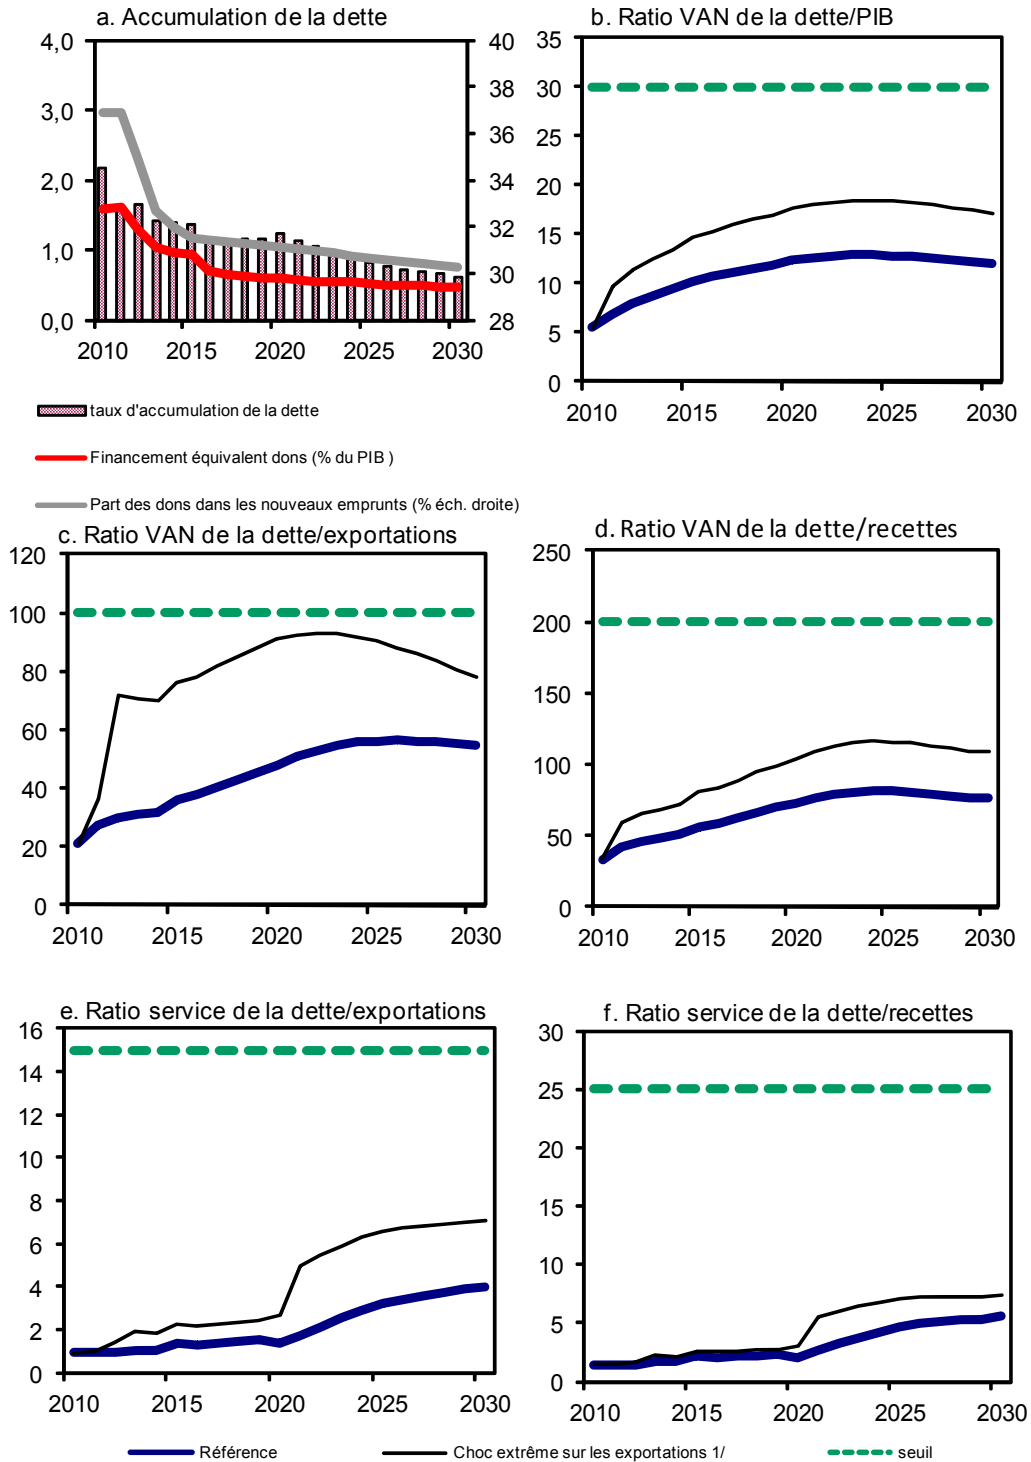 a. Accumulation de la dette
4,0
3,0
2,0
1,0
0,0
40
38
36
34
32
30
28
2010 2015 2020 2025 2030
taux d'accumulation de la dette
Financement équivalent dons (% du PIB )
Part des dons dans les nouveaux emprunts (% éch. droite)
b. Ratio VAN de la dette/PIB
35
30
25
20
15
10
5
0
2010 2015 2020 2025 2030
c. Ratio VAN de la dette/exportations
120
100
80
60
40
20
0
2010 2015 2020 2025 2030
d. Ratio VAN de la dette/recettes
250
200
150
100
50
0
2010 2015 2020 2025 2030
e. Ratio service de la dette/exportations
16
14
12
10
8
6
4
2
0
2010 2015 2020 2025 2030
f. Ratio service de la dette/recettes
30
25
20
15
10
5
0
2010 2015 2020 2025 2030
Référence
Choc extrême sur les exportations 1/
seuil